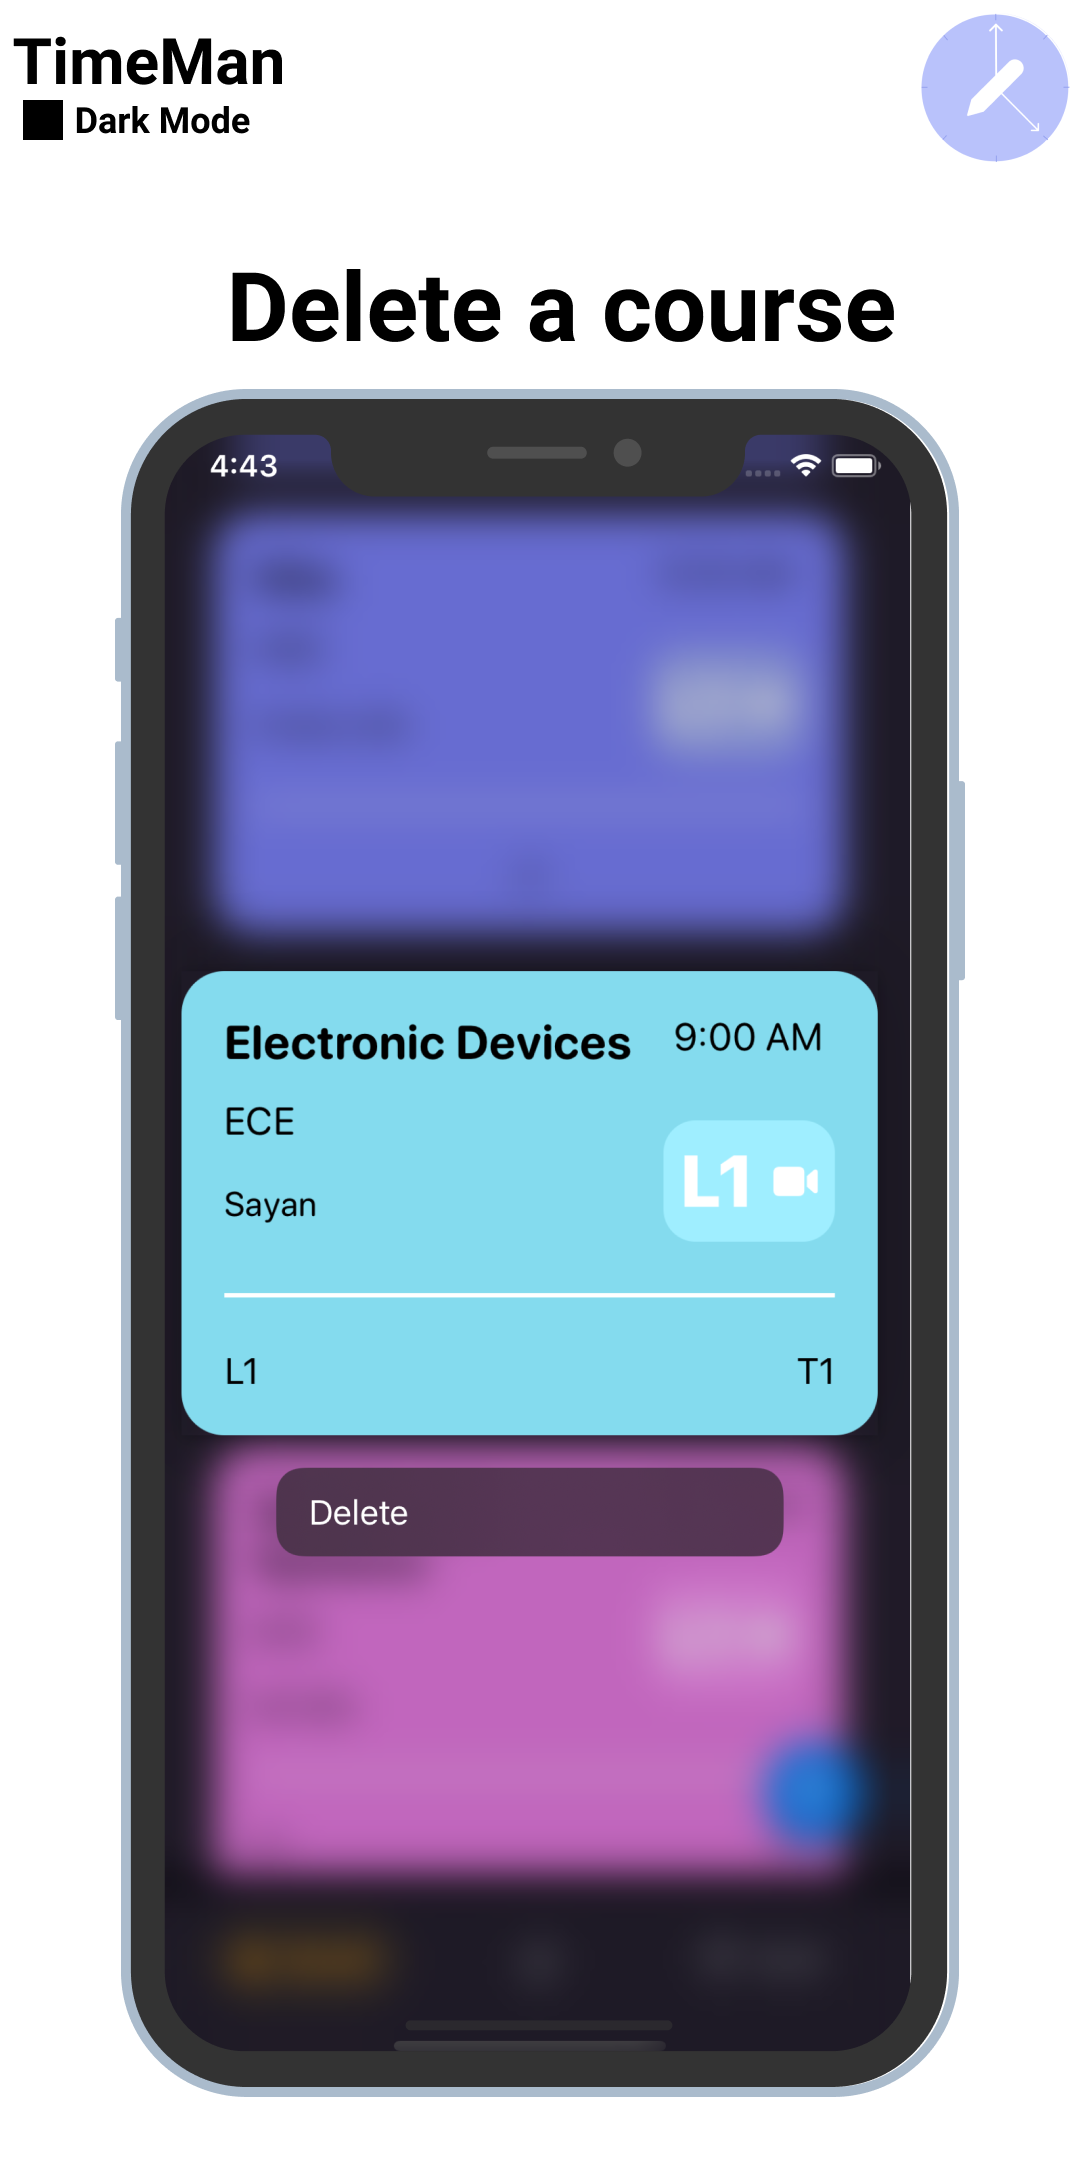 TimeMan
Dark Mode
Delete a course
4:43
Electronic Devices 9:00 AM
ECE
L1
Sayan
L1 T1
Delete